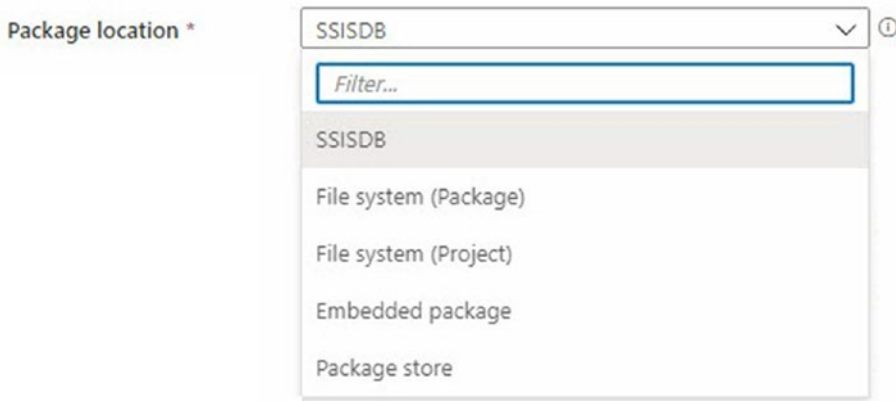 Package location * SSISDB
Filter...
SSISDB
File system (Package)
File system (Project)
Embedded package
Package store